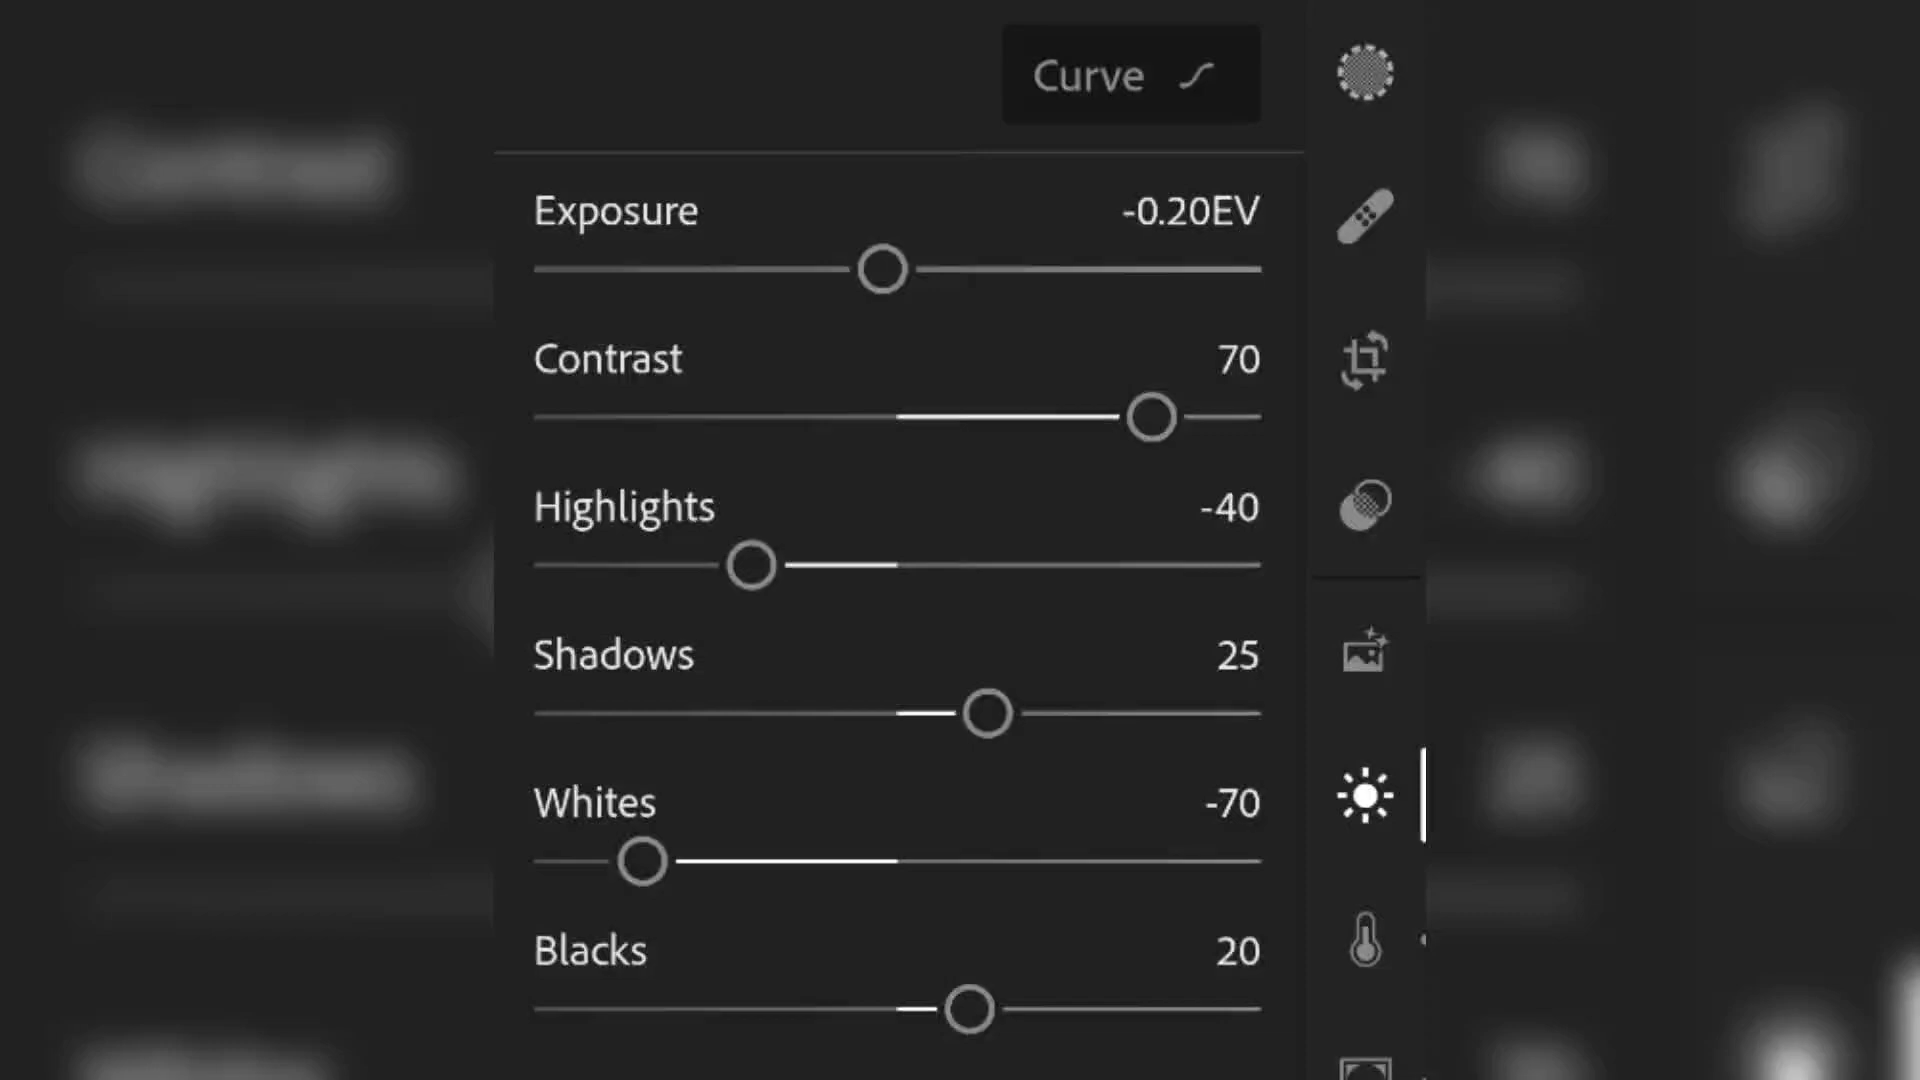 Curve
Exposure -0.20EV
Contrast 70
Highlights -40
Shadows 25
Whites -70
Blacks 20